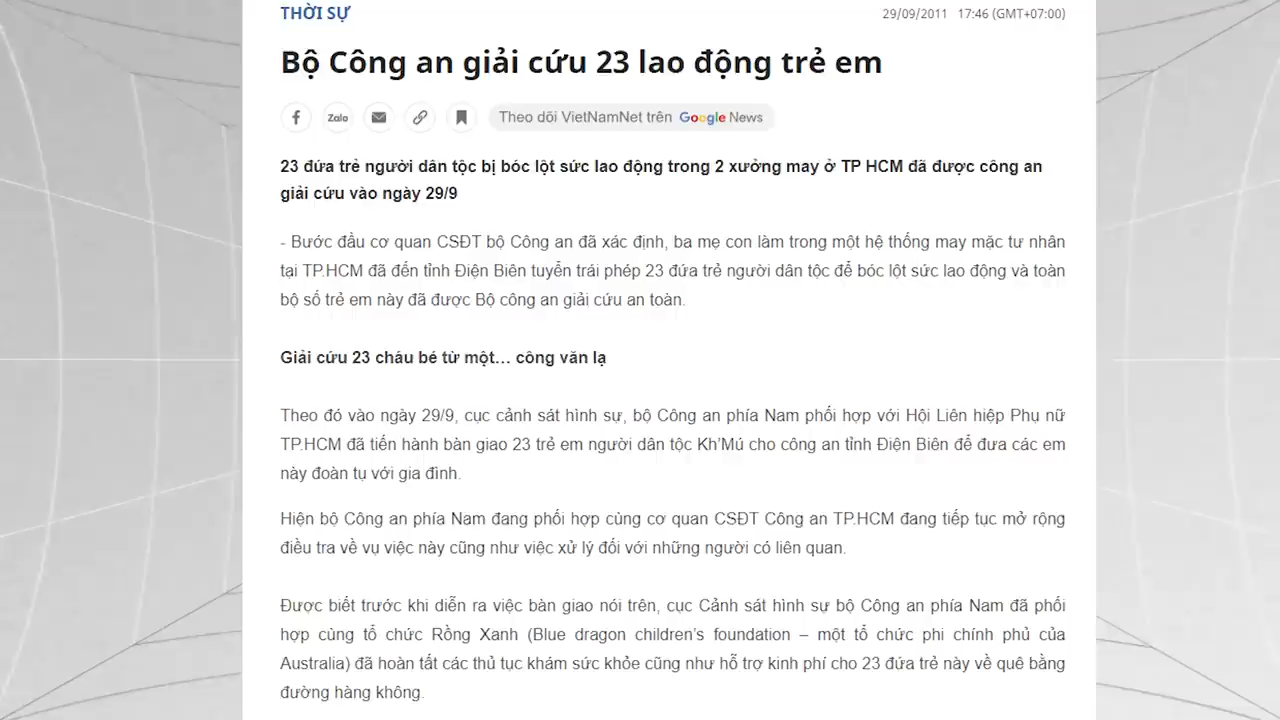 THỜI SỰ
29/09/2011 17:46 (GMT+07:00)
Bộ Công an giải cứu 23 lao động trẻ em
Zalo
Theo dõi VietNamNet trên Google News
23 đứa trẻ người dân tộc bị bóc lột sức lao động trong 2 xưởng may ở TP HCM đã được công an
giải cứu vào ngày 29/9
- Bước đầu cơ quan CSĐT bộ Công an đã xác định, ba mẹ con làm trong một hệ thống may mặc tư nhân
tại TP.HCM đã đến tỉnh Điện Biên tuyển trái phép 23 đứa trẻ người dân tộc để bóc lột sức lao động và toàn
bộ số trẻ em này đã được Bộ công an giải cứu an toàn.
Giải cứu 23 cháu bé từ một... công văn lạ
Theo đó vào ngày 29/9, cục cảnh sát hình sự, bộ Công an phía Nam phối hợp với Hội Liên hiệp Phụ nữ
TP.HCM đã tiến hành bàn giao 23 trẻ em người dân tộc Kh'Mú cho công an tỉnh Điện Biên để đưa các em
này đoàn tụ với gia đình.
Hiện bộ Công an phía Nam đang phối hợp cùng cơ quan CSĐT Công an TP.HCM đang tiếp tục mở rộng
điều tra về vụ việc này cũng như việc xử lý đối với những người có liên quan.
Được biết trước khi diễn ra việc bàn giao nói trên, cục Cảnh sát hình sự bộ Công an phía Nam đã phối
hợp cùng tổ chức Rồng Xanh (Blue dragon children's foundation – một tổ chức phi chính phủ của
Australia) đã hoàn tất các thủ tục khám sức khỏe cũng như hỗ trợ kinh phí cho 23 đứa trẻ này về quê bằng
đường hàng không.